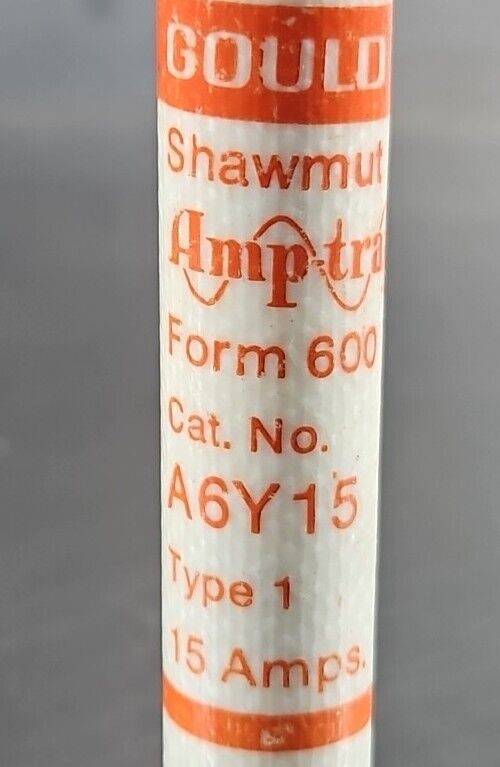 GOULD
Shawmut
Amp-tra
Form 600
Cat. No.
A6Y15
Type 1
15 Amps.